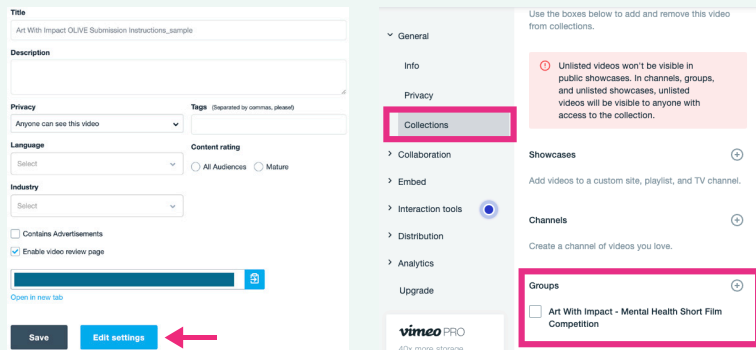 Title
Art With Impact OLIVE Submission Instructions_sample
Description
Privacy
Tags (Separated by commas, please!)
Anyone can see this video
Language
Content rating
Select
All Audiences
Mature
Industry
Select
Contains Advertisements
Enable video review page
Open in new tab
Save
Edit settings
General
Info
Privacy
Collections
Collaboration
Embed
Interaction tools
Distribution
Analytics
Upgrade
vimeo PRO
40x more storage
Use the boxes below to add and remove this video
from collections.
Unlisted videos won't be visible in
public showcases. In channels, groups,
and unlisted showcases, unlisted
videos will be visible to anyone with
access to the collection.
Showcases
Add videos to a custom site, playlist, and TV channel.
Channels
Create a channel of videos you love.
Groups
Art With Impact - Mental Health Short Film
Competition